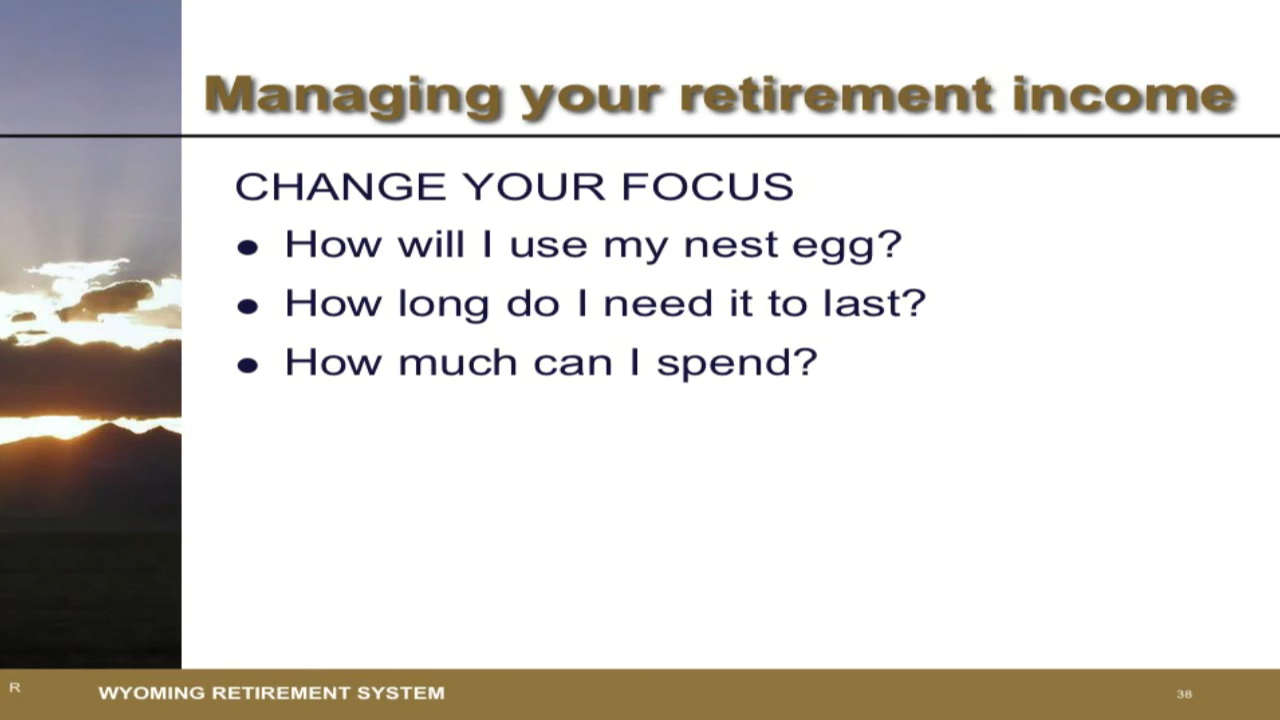 Managing your retirement income
CHANGE YOUR FOCUS
● How will I use my nest egg?
● How long do I need it to last?
● How much can I spend?
R
WYOMING RETIREMENT SYSTEM
38